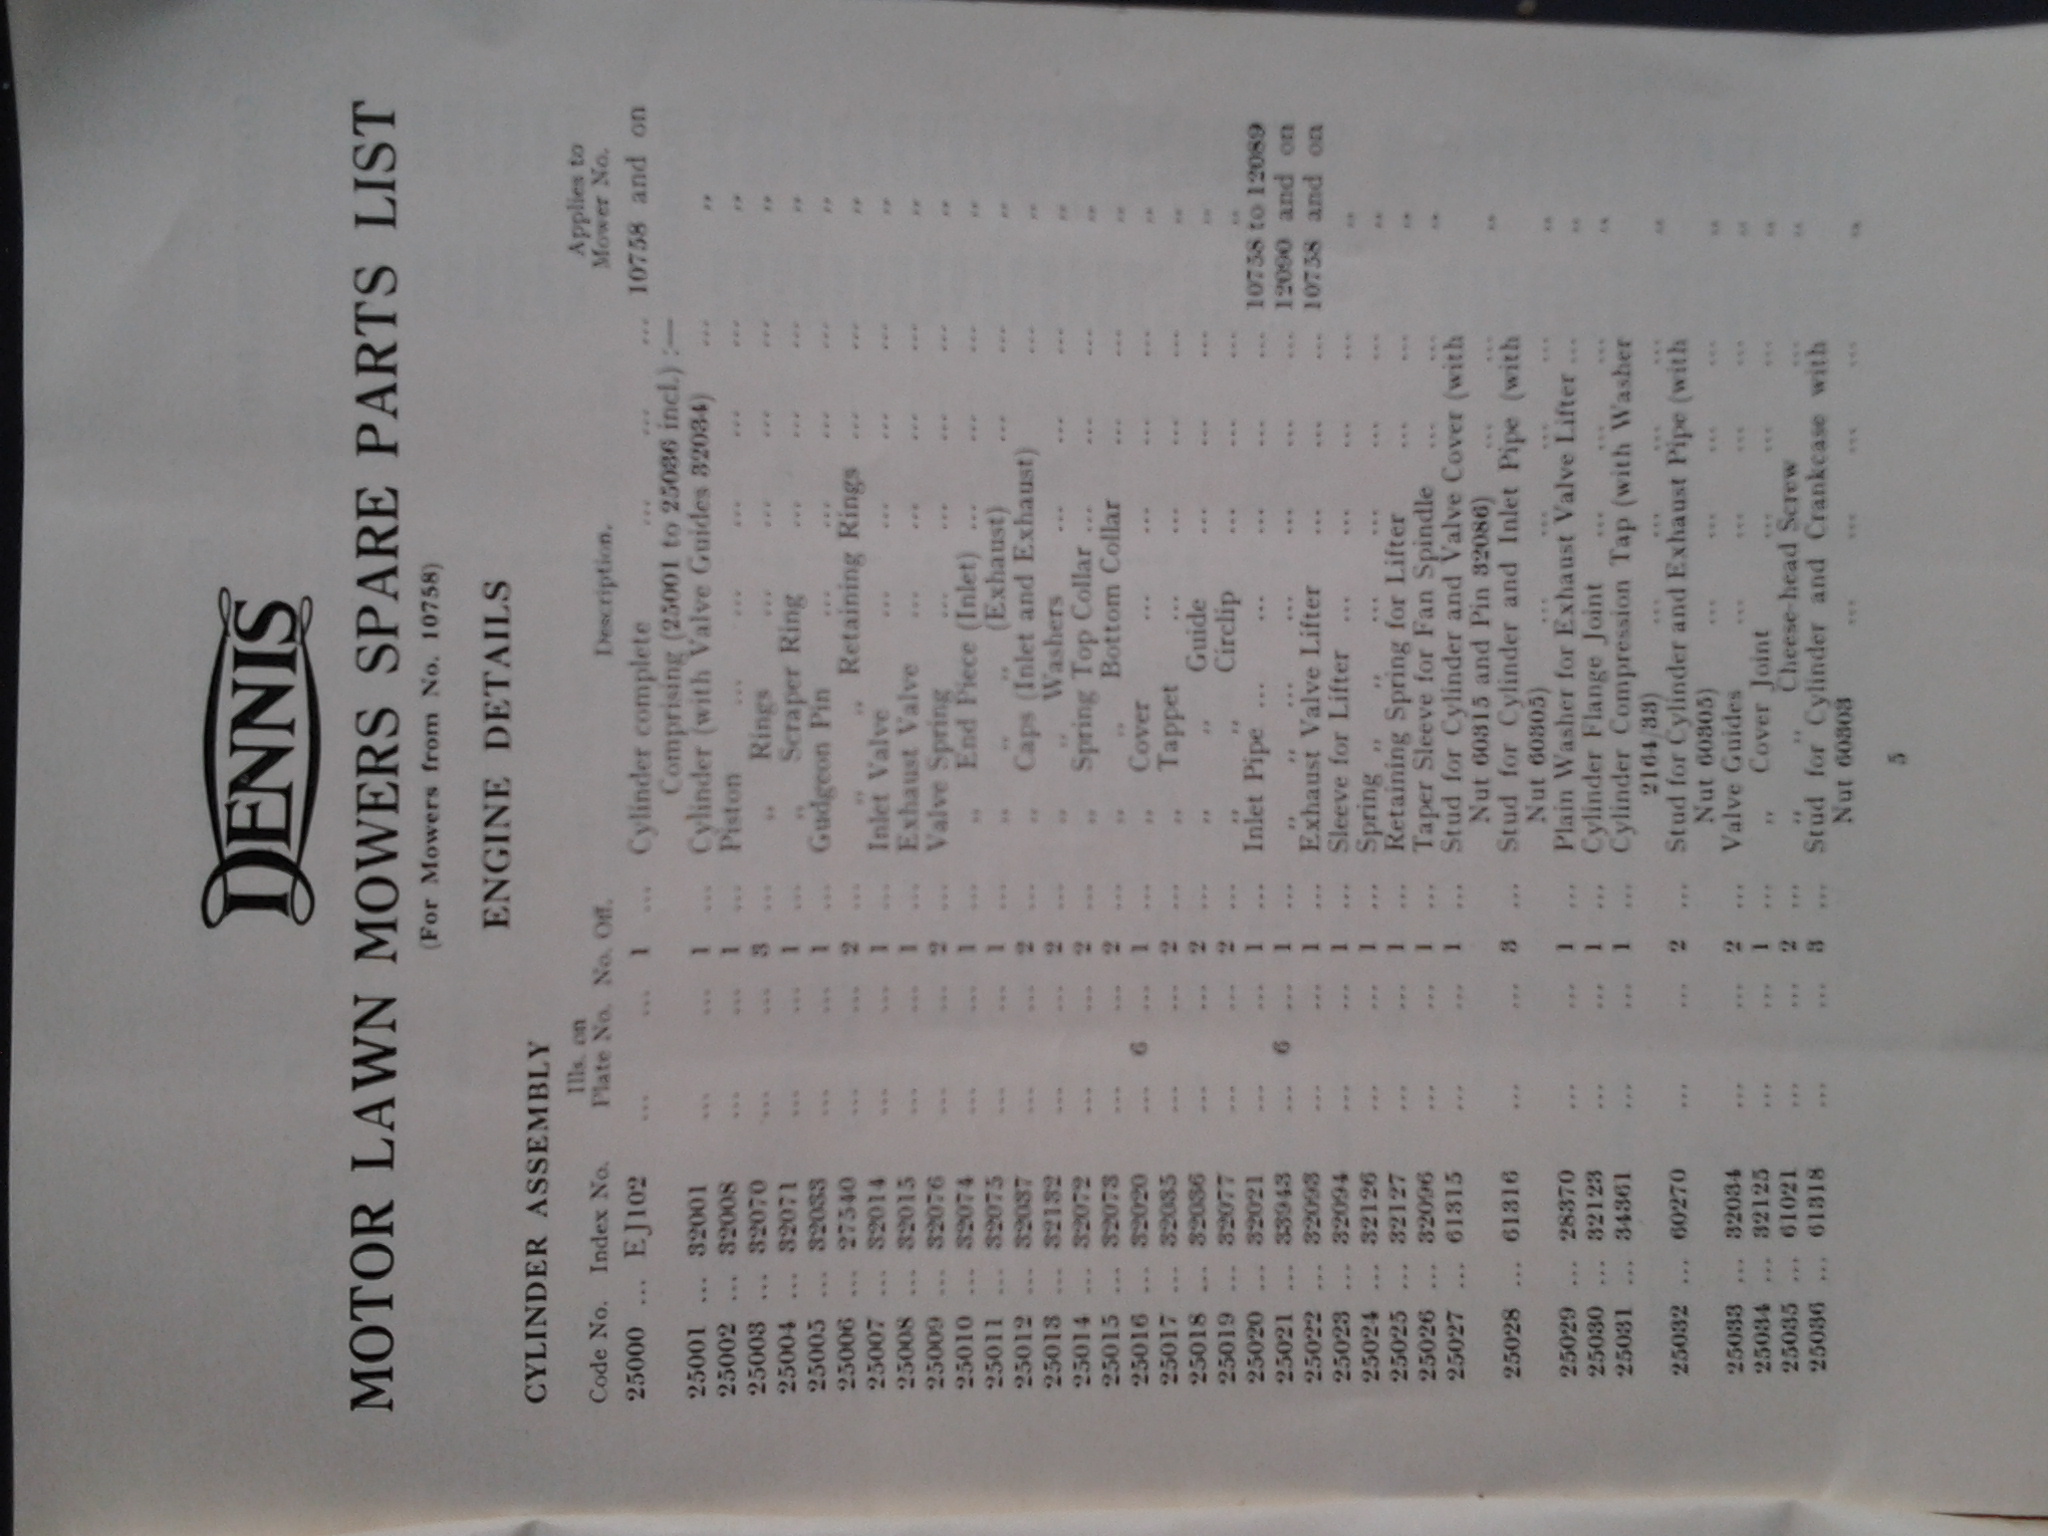 DENNIS
MOTOR LAWN MOWERS SPARE PARTS LIST
(For Mowers from No. 10758)
ENGINE DETAILS
CYLINDER ASSEMBLY
Code No. Index No. Ills. on Plate No. No. Off. Description. Applies to Mower No.
25000 ... EJ102 ... ... 1 ... Cylinder complete ... ... ... 10758 and on
Comprising (25001 to 25036 incl.) :—
25001 ... 32001 ... ... 1 ... Cylinder (with Valve Guides 32034) ... ,,
25002 ... 32008 ... ... 1 ... Piston ... ... ... ... ... ,,
25003 ... 32070 ... ... 3 ... ,, Rings ... ... ... ... ,,
25004 ... 32071 ... ... 1 ... ,, Scraper Ring ... ... ... ,,
25005 ... 32033 ... ... 1 ... Gudgeon Pin ... ... ... ... ,,
25006 ... 27540 ... ... 2 ... ,, ,, Retaining Rings ... ... ,,
25007 ... 32014 ... ... 1 ... Inlet Valve ... ... ... ... ,,
25008 ... 32015 ... ... 1 ... Exhaust Valve ... ... ... ... ,,
25009 ... 32076 ... ... 2 ... Valve Spring ... ... ... ... ,,
25010 ... 32074 ... ... 1 ... ,, End Piece (Inlet) ... ... ... ,,
25011 ... 32075 ... ... 1 ... ,, ,, ,, (Exhaust) ... ... ,,
25012 ... 32037 ... ... 2 ... ,, Caps (Inlet and Exhaust) ... ,,
25013 ... 32132 ... ... 2 ... ,, ,, Washers ... ... ... ,,
25014 ... 32072 ... ... 2 ... ,, Spring Top Collar ... ... ... ,,
25015 ... 32073 ... ... 2 ... ,, ,, Bottom Collar ... ... ,,
25016 ... 32020 ... 6 ... 1 ... ,, Cover ... ... ... ... ,,
25017 ... 32035 ... ... 2 ... ,, Tappet ... ... ... ... ,,
25018 ... 32036 ... ... 2 ... ,, ,, Guide ... ... ... ,,
25019 ... 32077 ... ... 2 ... ,, ,, Circlip ... ... ... ,,
25020 ... 32021 ... ... 1 ... Inlet Pipe ... ... ... ... ... 10758 to 12089
25021 ... 33943 ... 6 ... 1 ... ,, ,, ... ... ... ... ... 12090 and on
25022 ... 32093 ... ... 1 ... Exhaust Valve Lifter ... ... ... 10758 and on
25023 ... 32094 ... ... 1 ... Sleeve for Lifter ... ... ... ... ,,
25024 ... 32126 ... ... 1 ... Spring ,, ,, ... ... ... ... ,,
25025 ... 32127 ... ... 1 ... Retaining Spring for Lifter ... ... ,,
25026 ... 32096 ... ... 1 ... Taper Sleeve for Fan Spindle ... ... ,,
25027 ... 61315 ... ... 1 ... Stud for Cylinder and Valve Cover (with
Nut 60315 and Pin 32086) ... ... ,,
25028 ... 61316 ... ... 3 ... Stud for Cylinder and Inlet Pipe (with
Nut 60305) ... ... ... ... ,,
25029 ... 28370 ... ... 1 ... Plain Washer for Exhaust Valve Lifter ... ,,
25030 ... 32123 ... ... 1 ... Cylinder Flange Joint ... ... ... ,,
25031 ... 34361 ... ... 1 ... Cylinder Compression Tap (with Washer
2164/33) ... ... ... ... ,,
25032 ... 60270 ... ... 2 ... Stud for Cylinder and Exhaust Pipe (with
Nut 60305) ... ... ... ... ,,
25033 ... 32034 ... ... 2 ... Valve Guides ... ... ... ... ,,
25034 ... 32125 ... ... 1 ... ,, Cover Joint ... ... ... ,,
25035 ... 61021 ... ... 2 ... ,, ,, Cheese-head Screw ... ,,
25036 ... 61318 ... ... 3 ... Stud for Cylinder and Crankcase with
Nut 60303 ... ... ... ... ,,
5